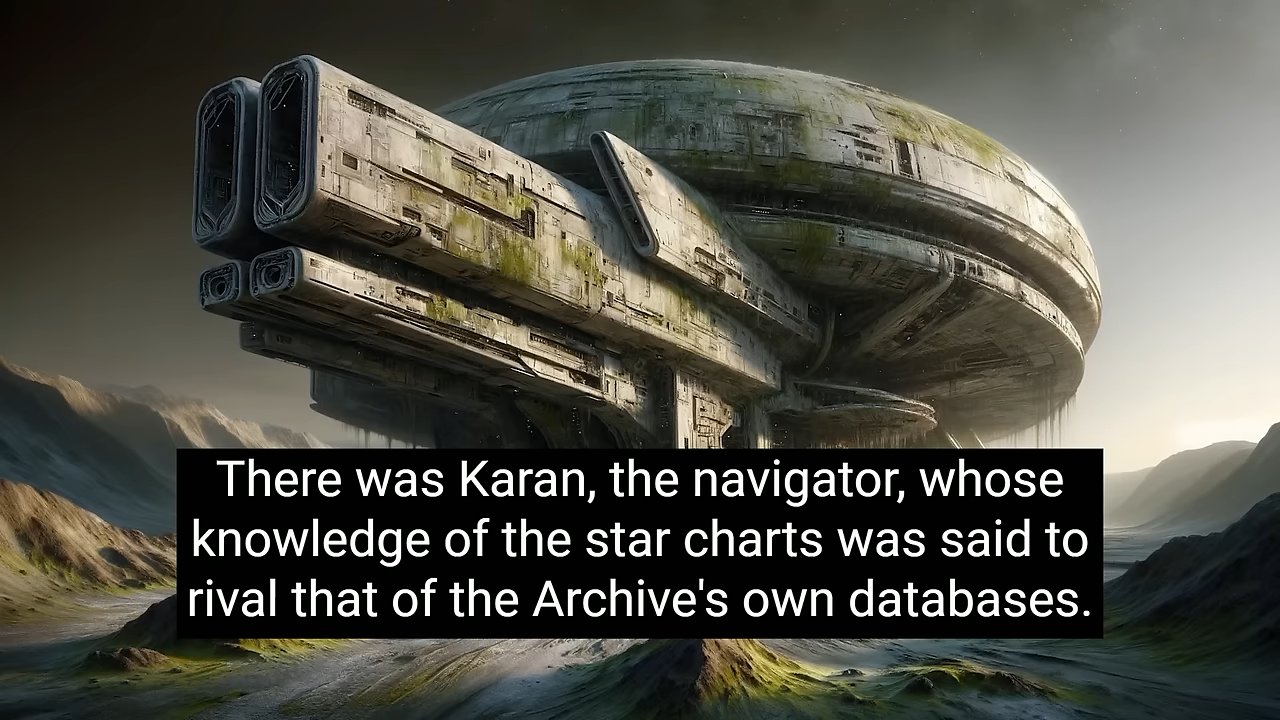 There was Karan, the navigator, whose
knowledge of the star charts was said to
rival that of the Archive's own databases.